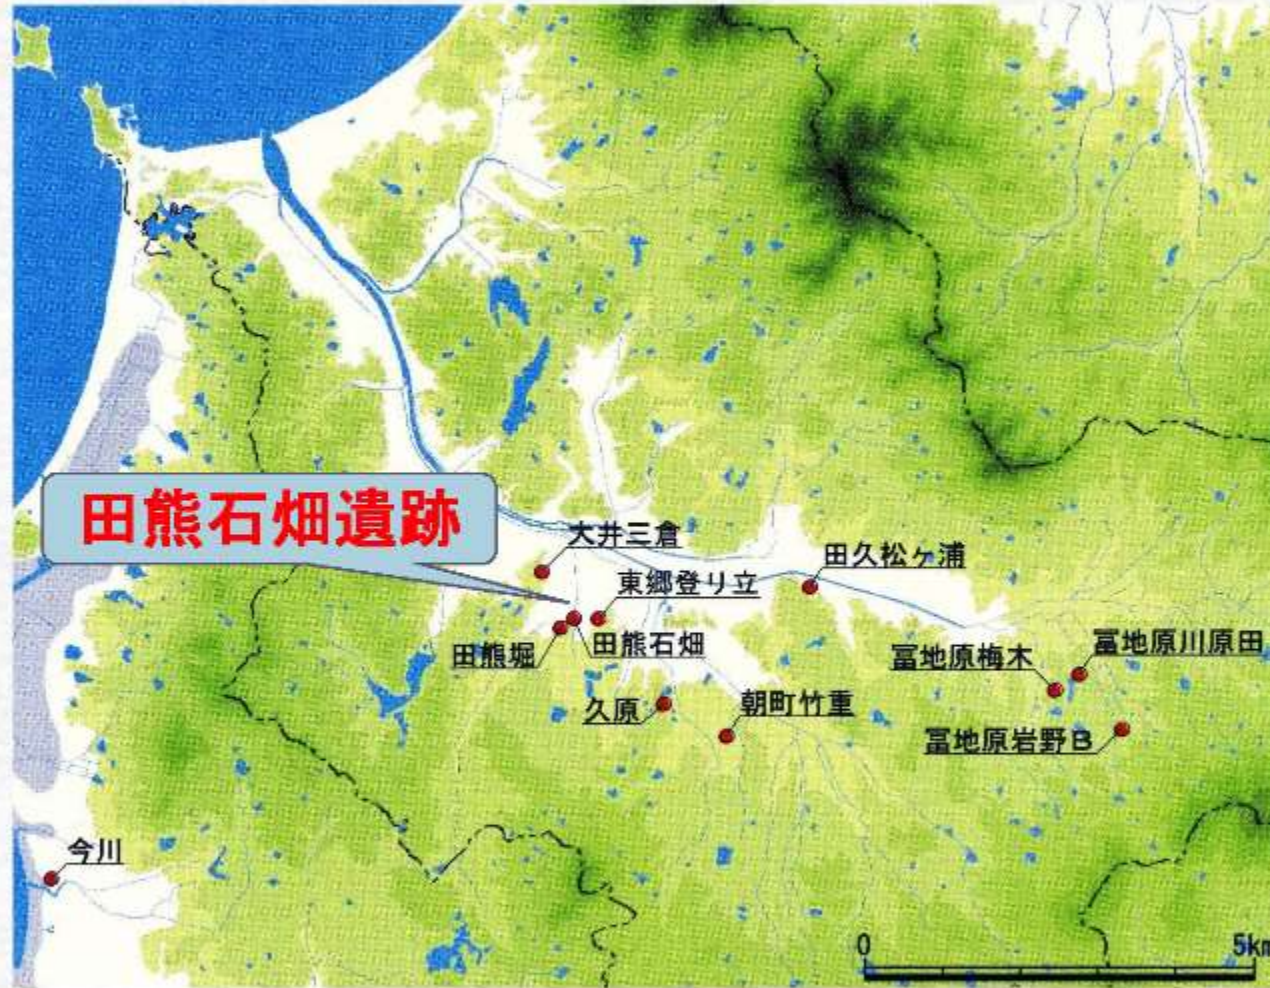 田熊石畑遺跡
大井三倉
田久松ヶ浦
東郷登り立
田熊堀
田熊石畑
冨地原梅木
冨地原川原田
久原
朝町竹重
冨地原岩野B
今川
0
5km